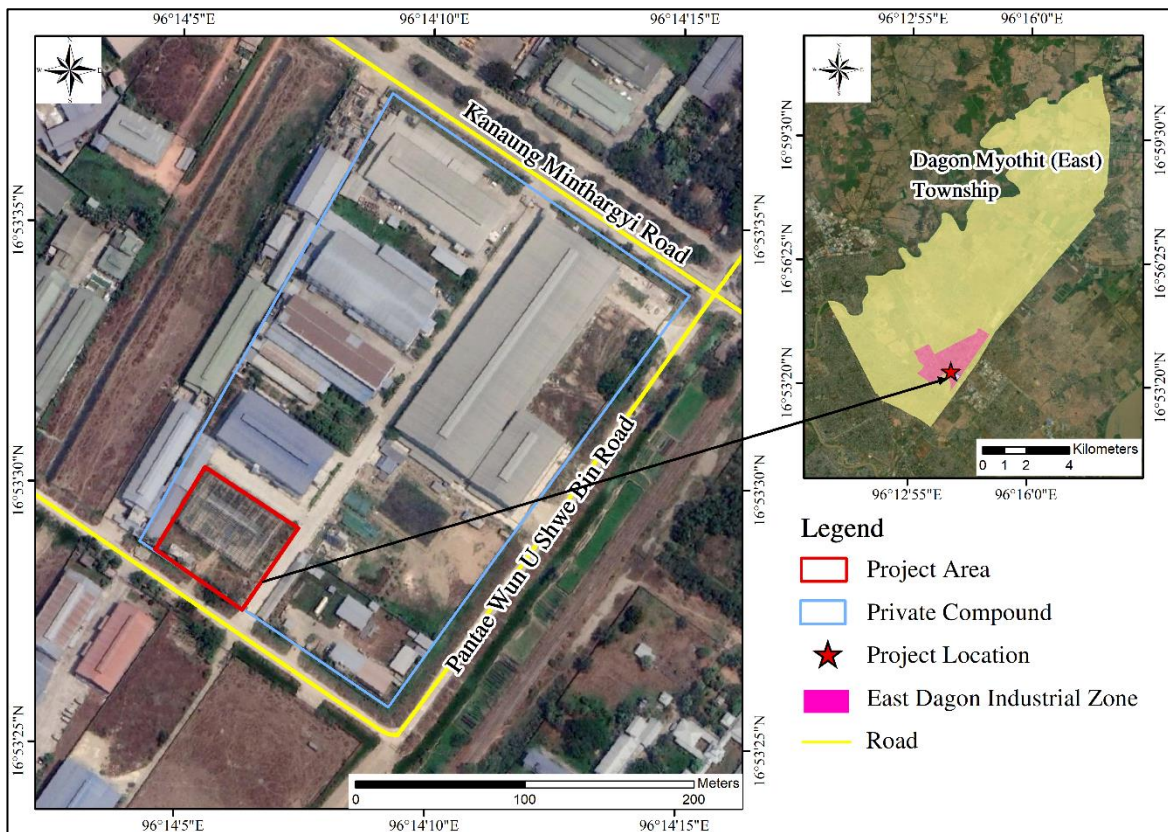 96°14'5"E
96°14'10"E
96°14'15"E
96°12'55"E
96°16'0"E
N
W
E
S
Kanaung Minthargyi Road
Pantae Wun U Shwe Bin Road
16°53'35"N
16°53'30"N
16°53'25"N
16°53'35"N
16°53'30"N
16°53'25"N
Meters
0
100
200
96°14'5"E
96°14'10"E
96°14'15"E
N
W
E
S
Dagon Myothit (East)
Township
16°59'30"N
16°56'25"N
16°53'20"N
16°59'30"N
16°56'25"N
16°53'20"N
Kilometers
0 1 2 4
96°12'55"E
96°16'0"E
Legend
Project Area
Private Compound
Project Location
East Dagon Industrial Zone
Road